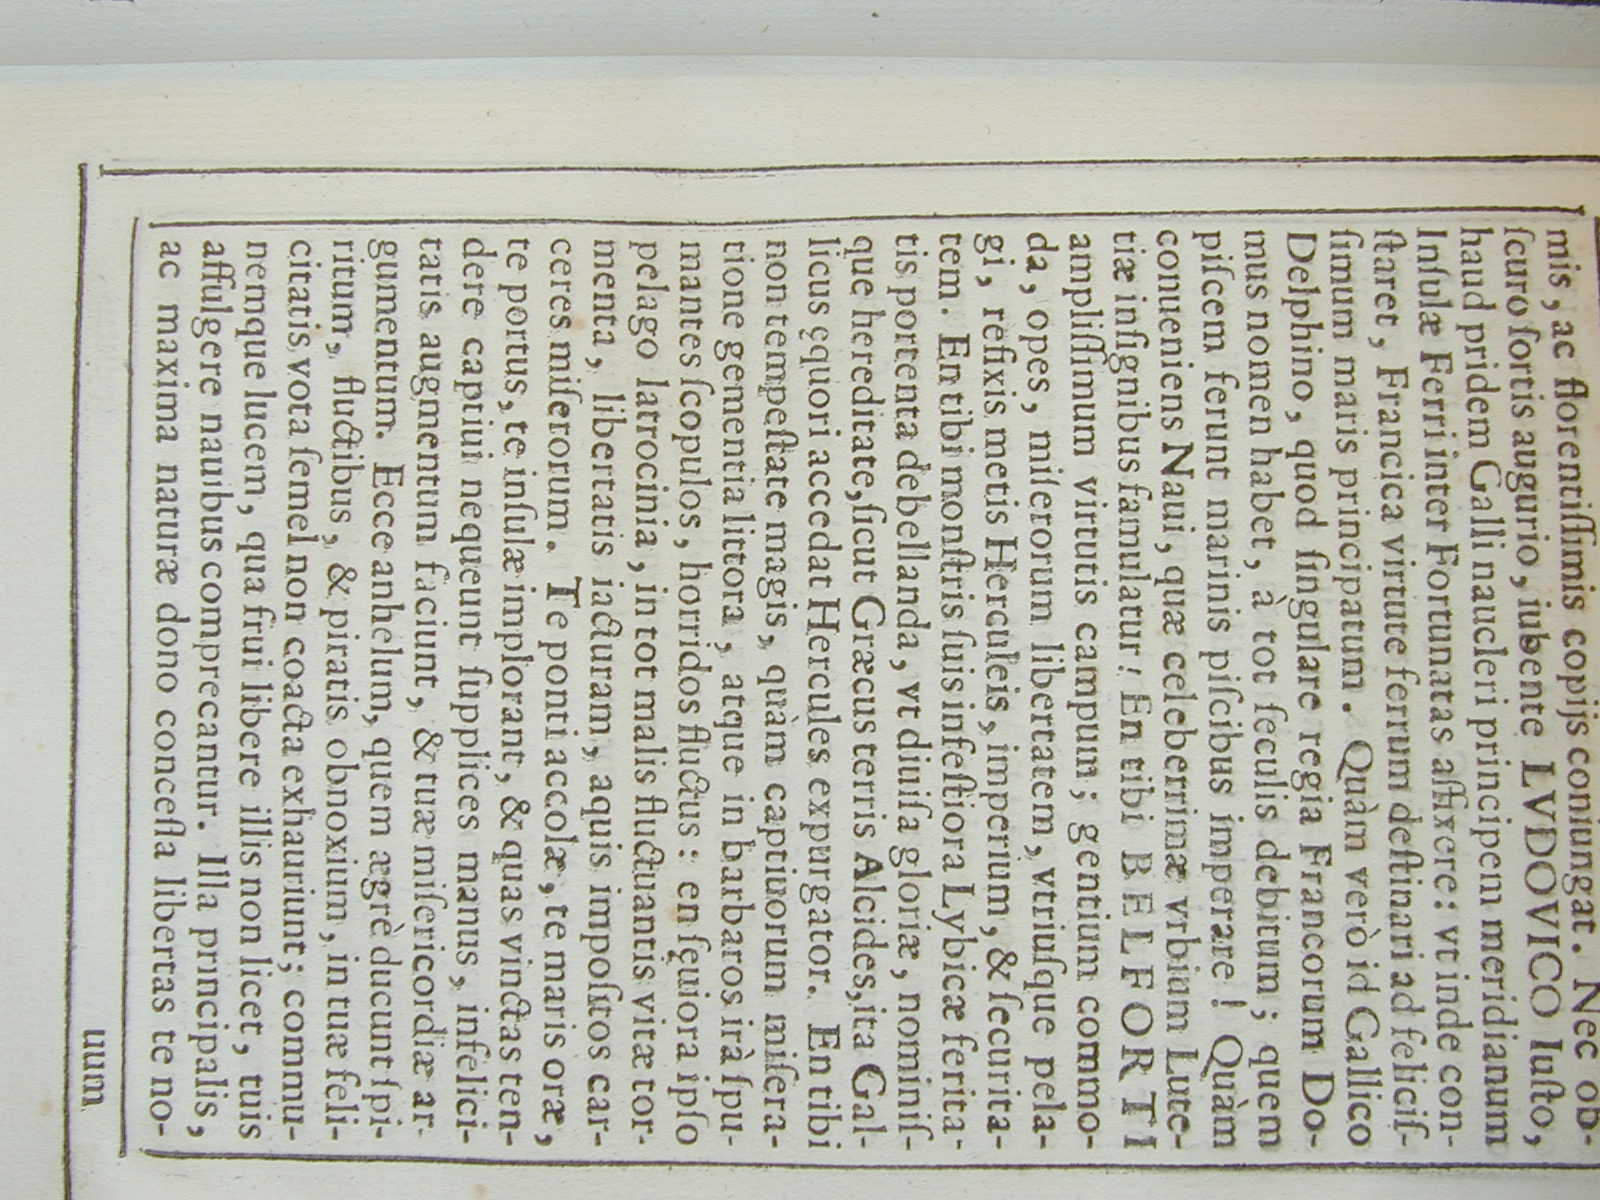 mis, ac florentiſſimis copijs coniungat. Nec ob-
ſcuro ſortis augurio, iubente LVDOVICO Iuſto,
haud pridem Galli naucleri principem meridianum
Inſulæ Ferri inter Fortunatas affixere: vt inde con-
ſtaret, Francica virtute ferrum deſtinari ad feliciſ-
ſimum maris principatum. Quàm verò id Gallico
Delphino, quod ſingulare regia Francorum Do-
mus nomen habet, à tot ſeculis debitum; quem
piſcem ferunt marinis piſcibus imperare! Quàm
conueniens Naui, quæ celeberrimæ vrbium Lute-
tiæ inſignibus famulatur! En tibi BELFORTI
ampliſſimum virtutis campum; gentium commo-
da, opes, miſerorum libertatem, vtriuſque pela-
gi, refixis metis Herculeis, imperium, & ſecurita-
tem. En tibi monſtris ſuis infeſtiora Lybicæ ferita-
tis portenta debellanda, vt diuiſa gloriæ, nominiſ-
que hereditate, ſicut Græcus terris Alcides, ita Gal-
licus ęquori accedat Hercules expurgator. En tibi
non tempeſtate magis, quàm captiuorum miſera-
tione gementia littora, atque in barbaros irà ſpu-
mantes ſcopulos, horridos fluctus: en ſęuiora ipſo
pelago latrocinia, in tot malis fluctuantis vitæ tor-
menta, libertatis iacturam, aquis impoſitos car-
ceres miſerorum. Te ponti accolæ, te maris oræ,
te portus, te inſulæ implorant, & quas vinctas ten-
dere captiui nequeunt ſupplices manus, infelici-
tatis augmentum faciunt, & tuæ miſericordiæ ar-
gumentum. Ecce anhelum, quem ægrè ducunt ſpi-
ritum, fluctibus, & piratis obnoxium, in tuæ feli-
citatis vota ſemel non coacta exhauriunt; commu-
nemque lucem, qua frui libere illis non licet, tuis
affulgere nauibus comprecantur. Illa principalis,
ac maxima naturæ dono conceſſa libertas te no-
uum